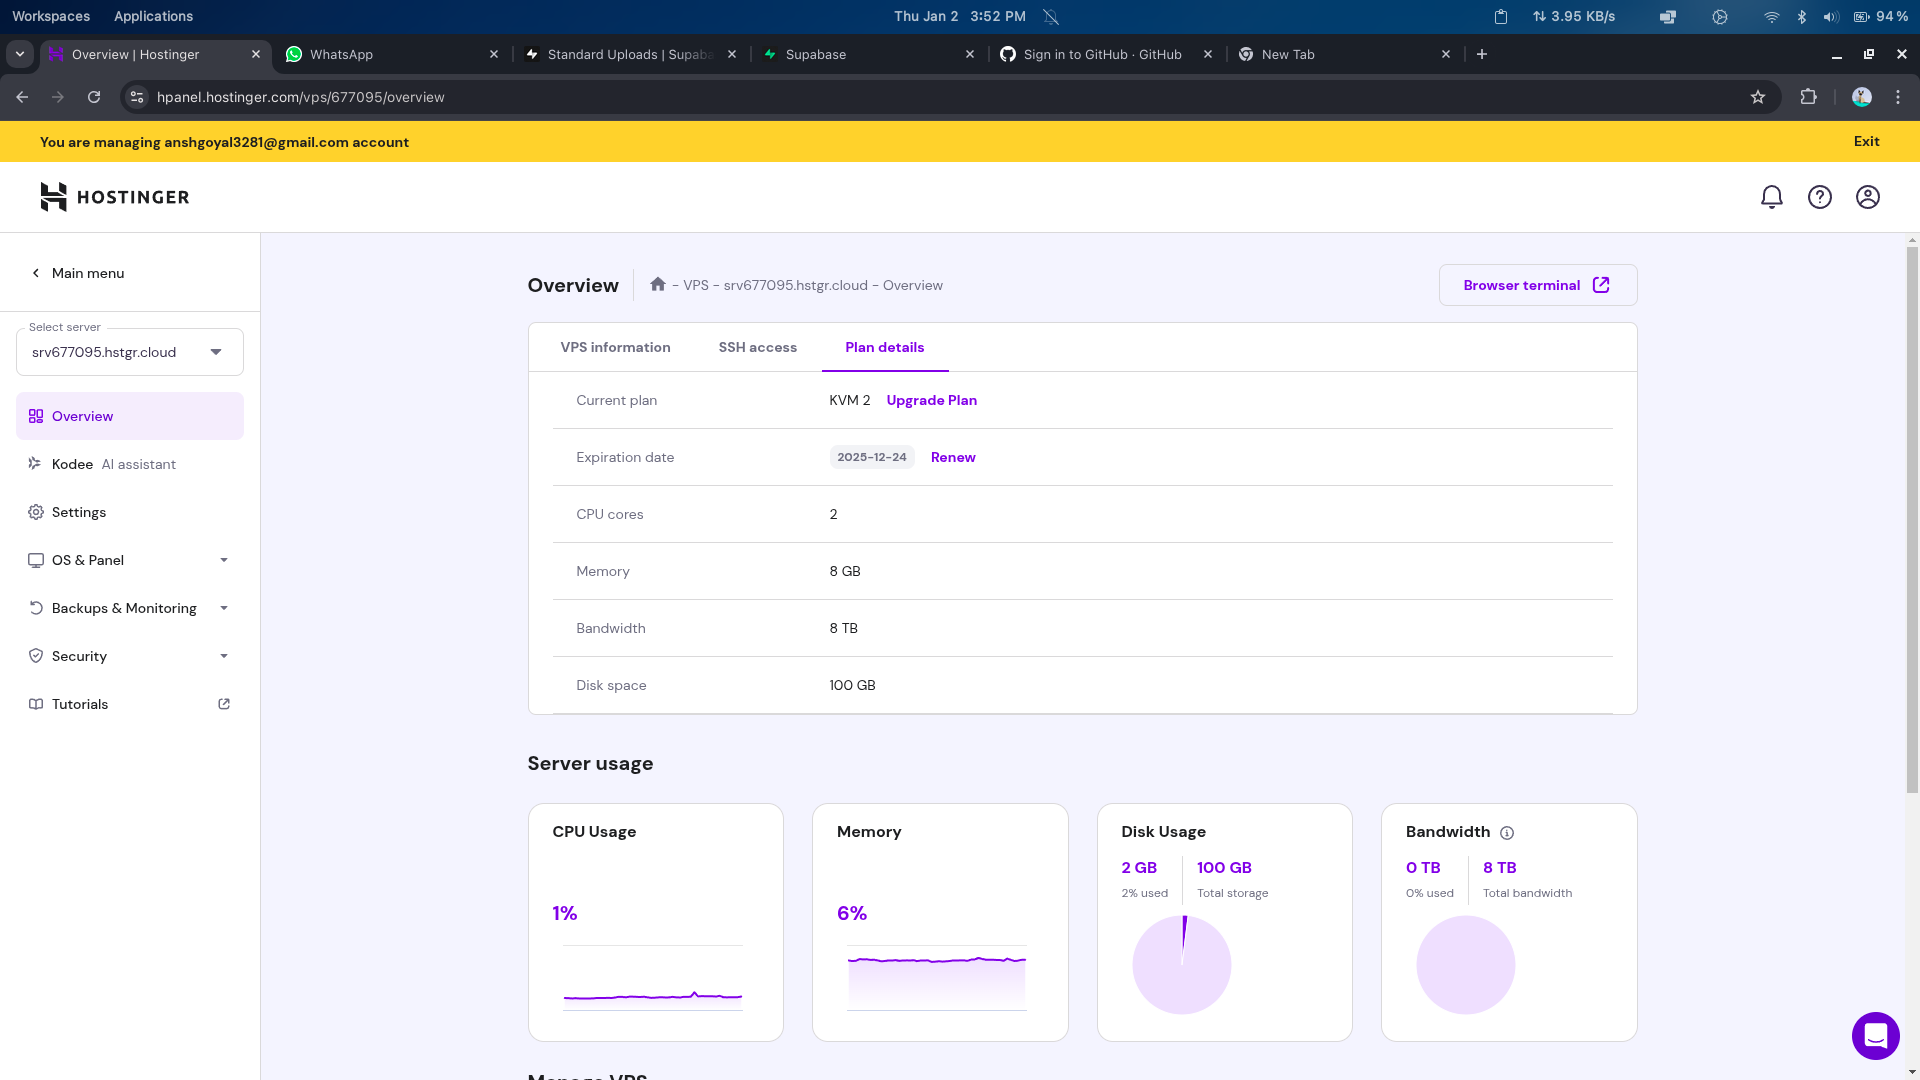 Workspaces Applications Thu Jan 2 3:52 PM 3.95 KB/s 94 %
Overview | Hostinger WhatsApp Standard Uploads | Supaba Supabase Sign in to GitHub · GitHub New Tab
hpanel.hostinger.com/vps/677095/overview
You are managing anshgoyal3281@gmail.com account Exit
HOSTINGER
Main menu
Select server
srv677095.hstgr.cloud
Overview
Kodee AI assistant
Settings
OS & Panel
Backups & Monitoring
Security
Tutorials
Overview - VPS - srv677095.hstgr.cloud - Overview Browser terminal
VPS information SSH access Plan details
Current plan KVM 2 Upgrade Plan
Expiration date 2025-12-24 Renew
CPU cores 2
Memory 8 GB
Bandwidth 8 TB
Disk space 100 GB
Server usage
CPU Usage
1%
Memory
6%
Disk Usage
2 GB 100 GB
2% used Total storage
Bandwidth
0 TB 8 TB
0% used Total bandwidth
Manage VPS